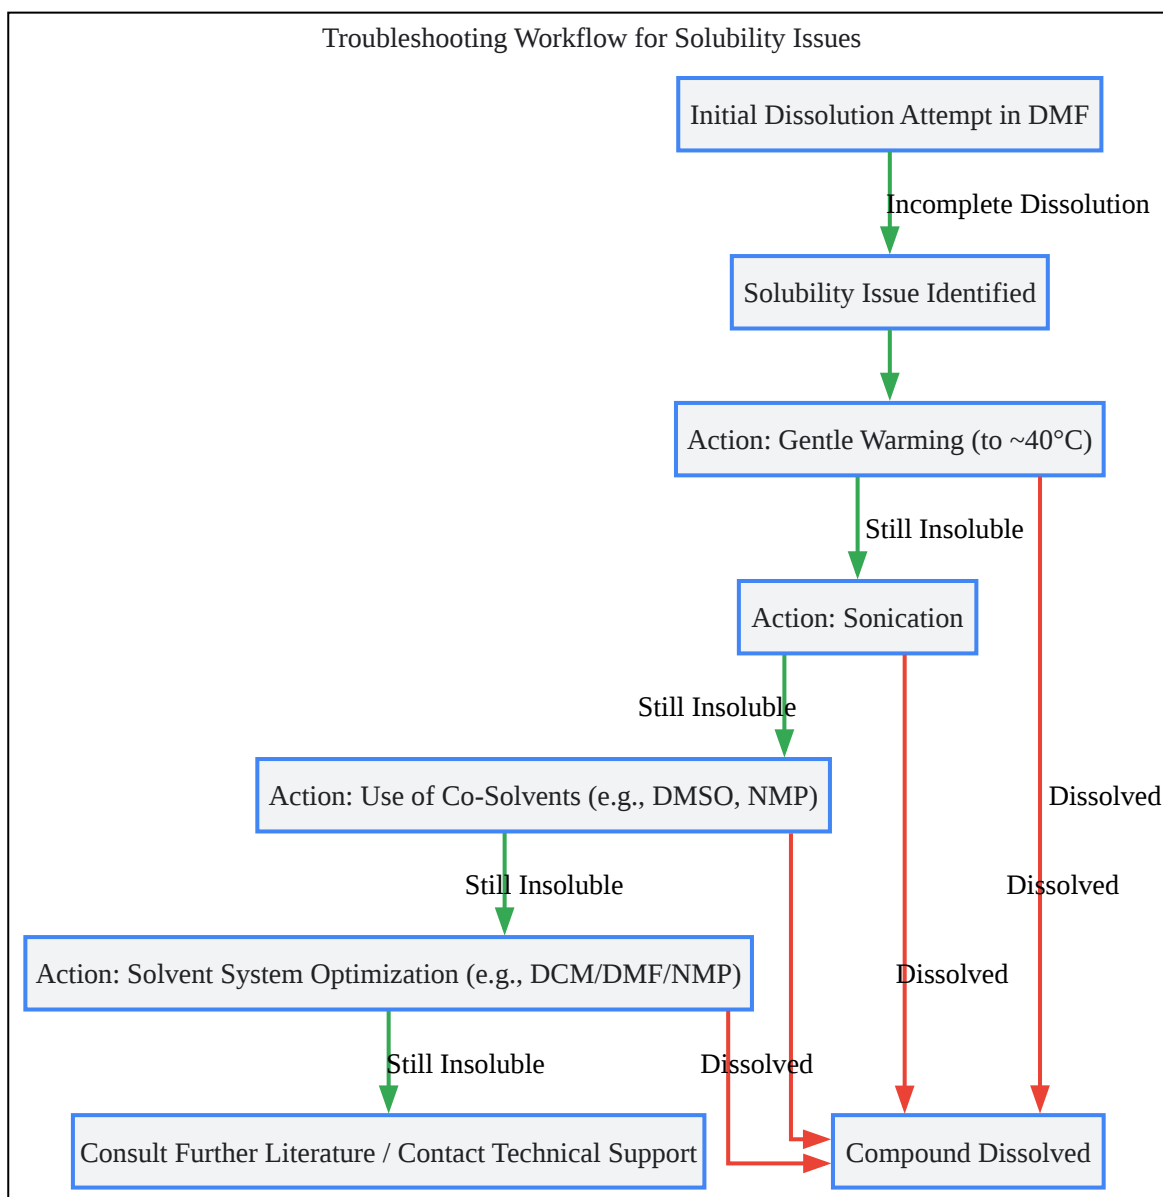 Troubleshooting Workflow for Solubility Issues
Initial Dissolution Attempt in DMF
Incomplete Dissolution
Solubility Issue Identified
Action: Gentle Warming (to ~40°C)
Still Insoluble
Action: Sonication
Still Insoluble
Action: Use of Co-Solvents (e.g., DMSO, NMP)
Dissolved
Still Insoluble
Dissolved
Action: Solvent System Optimization (e.g., DCM/DMF/NMP)
Dissolved
Still Insoluble
Dissolved
Consult Further Literature / Contact Technical Support
Compound Dissolved